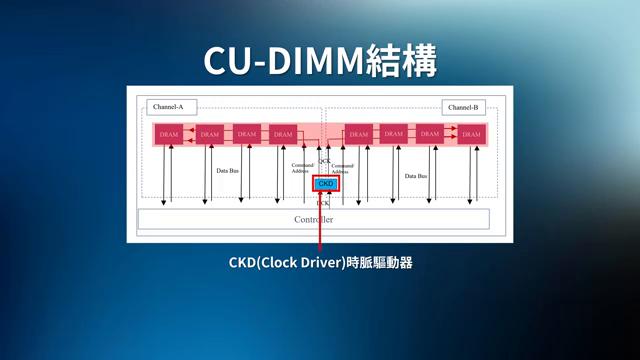 CU-DIMM結構
Channel-A
Channel-B
DRAM DRAM DRAM DRAM DRAM DRAM DRAM DRAM
Command/
Address
QCK
Command/
Address
Data Bus
Data Bus
CKD
DCK
Controller
CKD(Clock Driver)時脈驅動器